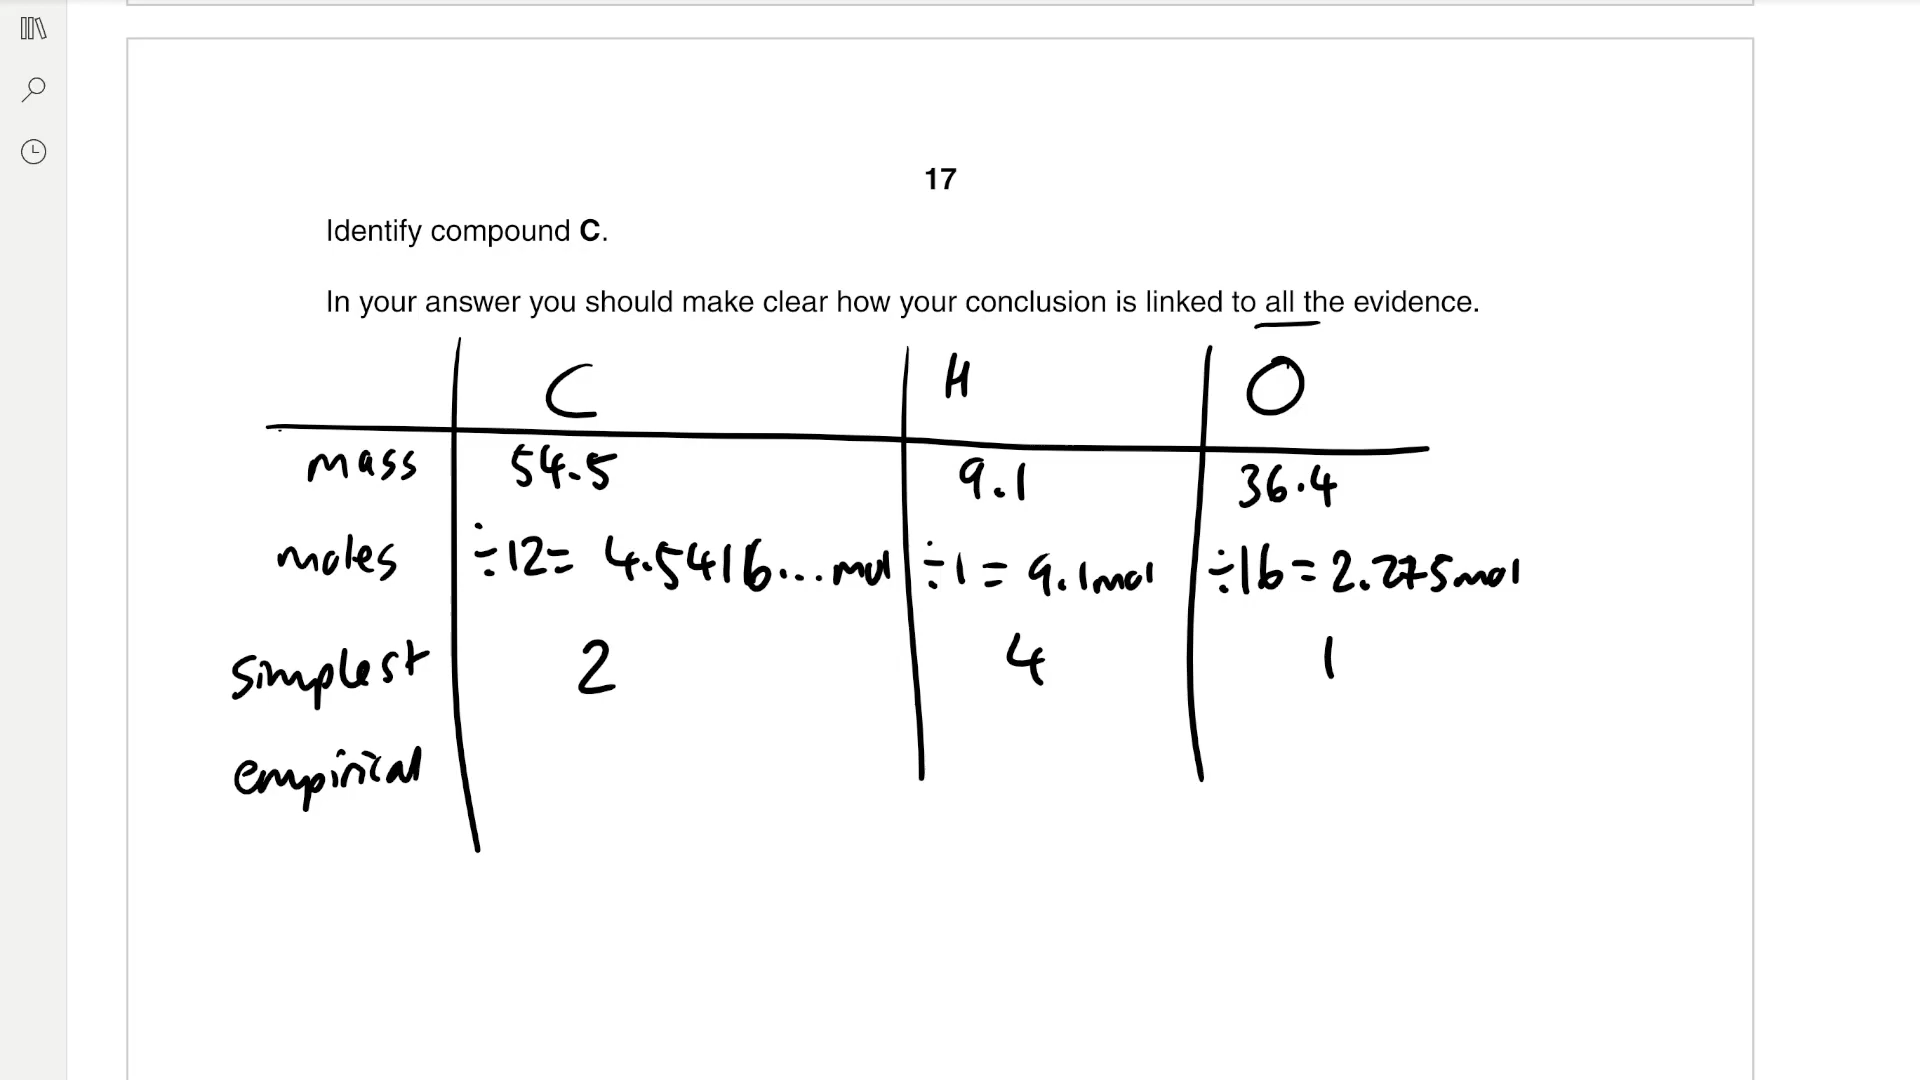 17
Identify compound C.
In your answer you should make clear how your conclusion is linked to all the evidence.
C H O
mass 54.5 9.1 36.4
moles ÷12= 4.5416...mol ÷1 = 9.1mol ÷16=2.275mol
simplest 2 4 1
empirical